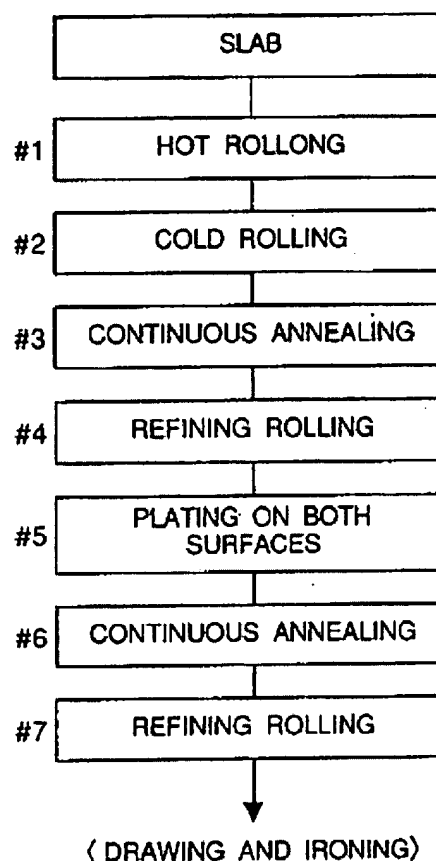 SLAB
#1 HOT ROLLONG
#2 COLD ROLLING
#3 CONTINUOUS ANNEALING
#4 REFINING ROLLING
#5 PLATING ON BOTH
SURFACES
#6 CONTINUOUS ANNEALING
#7 REFINING ROLLING
〈 DRAWING AND IRONING〉